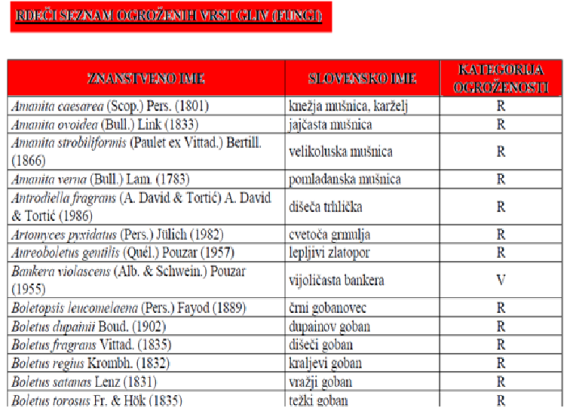 RDEČI SEZNAM OGROŽENIH VRST GLIV (FUNGI)
ZNANSTVENO IME SLOVENSKO IME KATEGORIJA OGROŽENOSTI
Amanita caesarea (Scop.) Pers. (1801) knežja mušnica, karželj R
Amanita ovoidea (Bull.) Link (1833) jajčasta mušnica R
Amanita strobiliformis (Paulet ex Vittad.) Bertill.
(1866) velikoluska mušnica R
Amanita verna (Bull.) Lam. (1783) pomladanska mušnica R
Antrodiella fragrans (A. David & Tortić) A. David
& Tortić (1986) dišeča trhlička R
Artomyces pyxidatus (Pers.) Jülich (1982) cvetoča grmulja R
Aureoboletus gentilis (Quél.) Pouzar (1957) lepljivi zlatopor R
Bankera violascens (Alb. & Schwein.) Pouzar
(1955) vijoličasta bankera V
Boletopsis leucomelaena (Pers.) Fayod (1889) črni gobanovec R
Boletus dupainii Boud. (1902) dupainov goban R
Boletus fragrans Vittad. (1835) dišeči goban R
Boletus regius Krombh. (1832) kraljevi goban R
Boletus satanas Lenz (1831) vražji goban R
Boletus torosus Fr. & Hök (1835) težki goban R